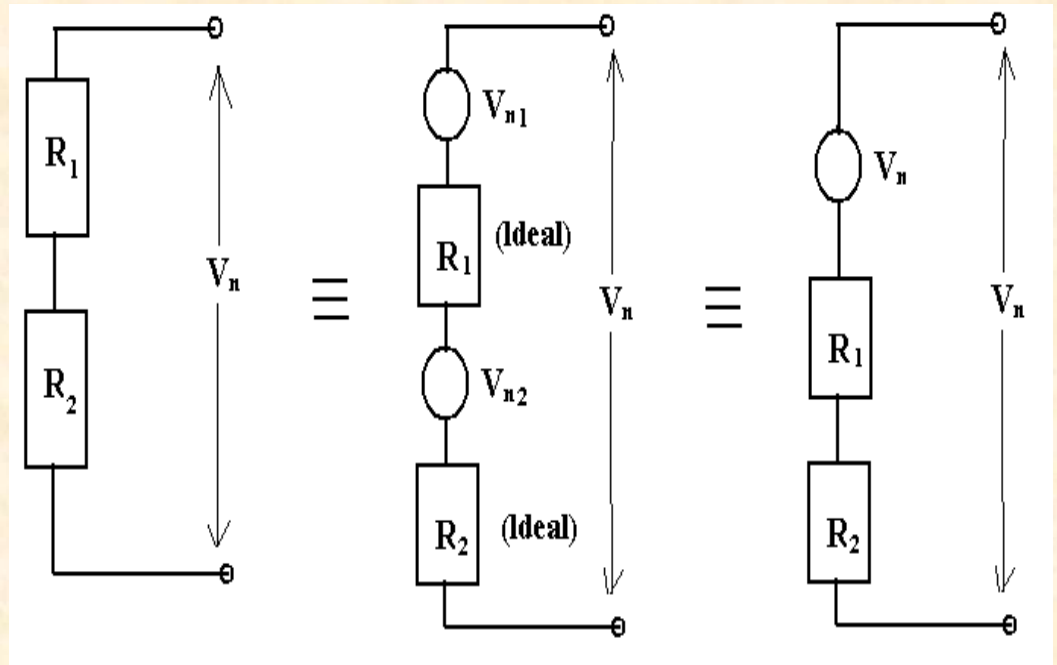 R₁
R₂
Vₙ
≡
Vₙ₁
R₁ (Ideal)
Vₙ₂
R₂ (Ideal)
Vₙ
≡
Vₙ
R₁
R₂
Vₙ